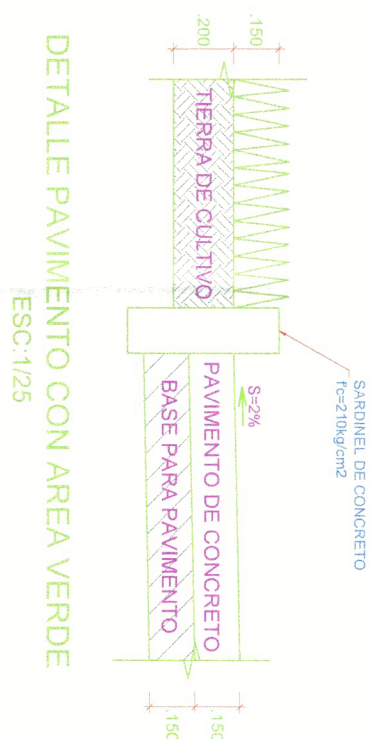 SARDINEL DE CONCRETO
f'c=210kg/cm2
.150
.200
TIERRA DE CULTIVO
S=2%
PAVIMENTO DE CONCRETO
BASE PARA PAVIMENTO
.150
.150
DETALLE PAVIMENTO CON AREA VERDE
ESC:1/25